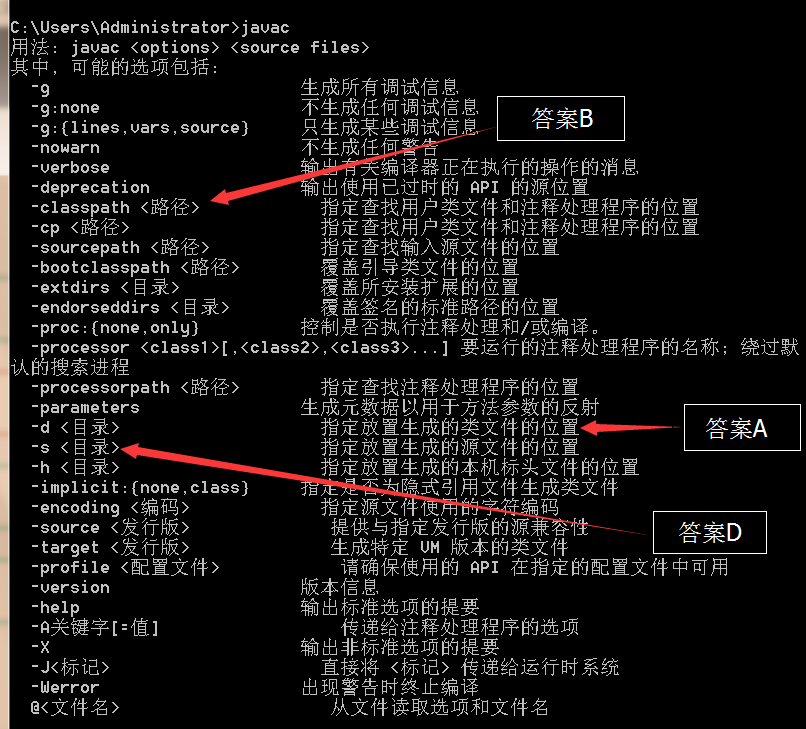 C:\Users\Administrator>javac
用法: javac <options> <source files>
其中, 可能的选项包括:
-g 生成所有调试信息
-g:none 不生成任何调试信息
-g:{lines,vars,source} 只生成某些调试信息
答案B
-nowarn 不生成任何警告
-verbose 输出有关编译器正在执行的操作的消息
-deprecation 输出使用已过时的 API 的源位置
-classpath <路径> 指定查找用户类文件和注释处理程序的位置
-cp <路径> 指定查找用户类文件和注释处理程序的位置
-sourcepath <路径> 指定查找输入源文件的位置
-bootclasspath <路径> 覆盖引导类文件的位置
-extdirs <目录> 覆盖所安装扩展的位置
-endorseddirs <目录> 覆盖签名的标准路径的位置
-proc:{none,only} 控制是否执行注释处理和/或编译。
-processor <class1>[,<class2>,<class3>...] 要运行的注释处理程序的名称; 绕过默
认的搜索进程
-processorpath <路径> 指定查找注释处理程序的位置
-parameters 生成元数据以用于方法参数的反射
-d <目录> 指定放置生成的类文件的位置
答案A
-s <目录> 指定放置生成的源文件的位置
-h <目录> 指定放置生成的本机标头文件的位置
-implicit:{none,class} 指定是否为隐式引用文件生成类文件
-encoding <编码> 指定源文件使用的字符编码
-source <发行版> 提供与指定发行版的源兼容性
答案D
-target <发行版> 生成特定 VM 版本的类文件
-profile <配置文件> 请确保使用的 API 在指定的配置文件中可用
-version 版本信息
-help 输出标准选项的提要
-A关键字[=值] 传递给注释处理程序的选项
-X 输出非标准选项的提要
-J<标记> 直接将 <标记> 传递给运行时系统
-Werror 出现警告时终止编译
@<文件名> 从文件读取选项和文件名